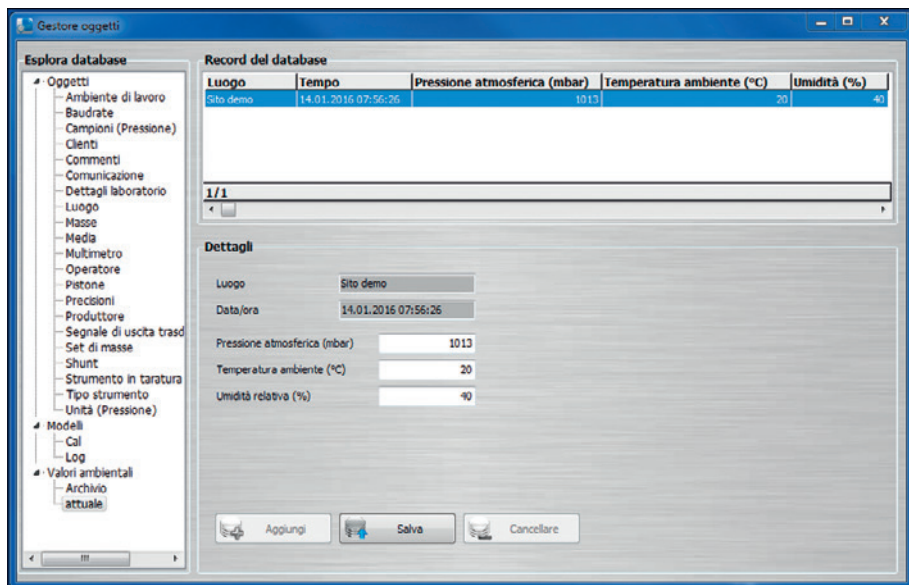 Gestore oggetti
Esplora database
Oggetti
Ambiente di lavoro
Baudrate
Campioni (Pressione)
Clienti
Commenti
Comunicazione
Dettagli laboratorio
Luogo
Masse
Media
Multimetro
Operatore
Pistone
Precisioni
Produttore
Segnale di uscita trasd
Set di masse
Shunt
Strumento in taratura
Tipo strumento
Unità (Pressione)
Modelli
Cal
Log
Valori ambientali
Archivio
attuale
Record del database
Luogo Tempo Pressione atmosferica (mbar) Temperatura ambiente (°C) Umidità (%)
Sito demo 14.01.2016 07:56:26 1013 20 40
1/1
Dettagli
Luogo Sito demo
Data/ora 14.01.2016 07:56:26
Pressione atmosferica (mbar) 1013
Temperatura ambiente (°C) 20
Umidità relativa (%) 40
Aggiungi Salva Cancellare